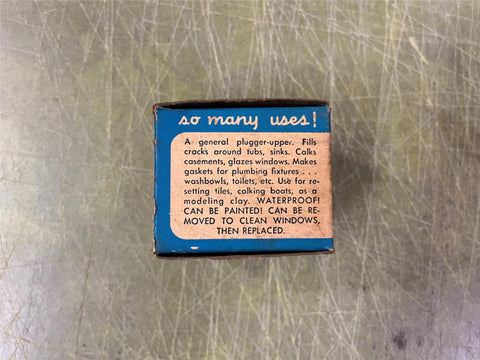 so many uses!
A general plugger-upper. Fills
cracks around tubs, sinks. Calks
casements, glazes windows. Makes
gaskets for plumbing fixtures . . .
washbowls, toilets, etc. Use for re-
setting tiles, calking boats, as a
modeling clay. WATERPROOF!
CAN BE PAINTED! CAN BE RE-
MOVED TO CLEAN WINDOWS,
THEN REPLACED.